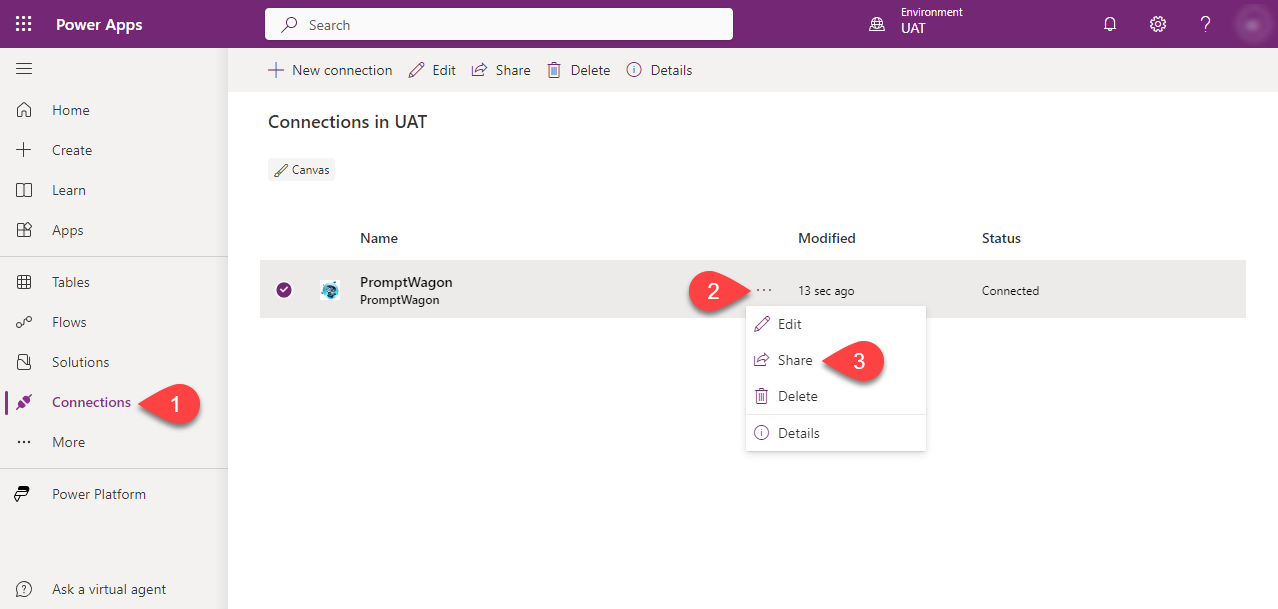 Power Apps
Search
Environment
UAT
?
New connection
Edit
Share
Delete
Details
Home
Create
Learn
Apps
Tables
Flows
Solutions
Connections
More
Power Platform
Ask a virtual agent
Connections in UAT
Canvas
Name
Modified
Status
PromptWagon
PromptWagon
13 sec ago
Connected
Edit
Share
Delete
Details
1
2
3